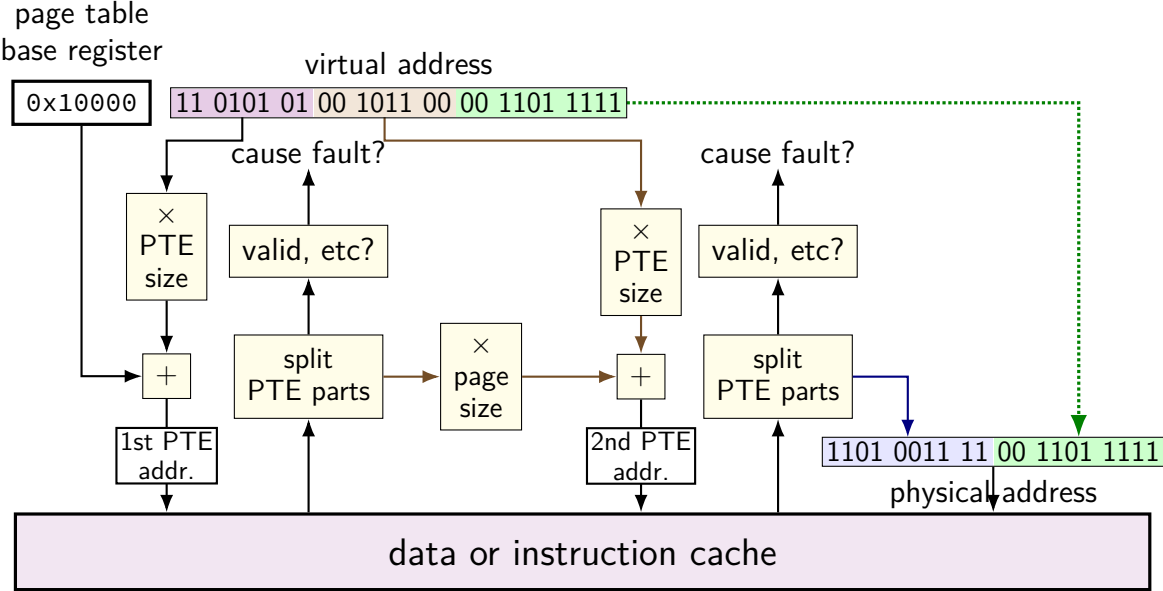 page table
base register
0x10000
virtual address
11 0101 01 00 1011 00 00 1101 1111
cause fault?
cause fault?
×
PTE
size
valid, etc?
×
PTE
size
valid, etc?
+
split
PTE parts
×
page
size
+
split
PTE parts
1st PTE
addr.
2nd PTE
addr.
1101 0011 11 00 1101 1111
physical address
data or instruction cache